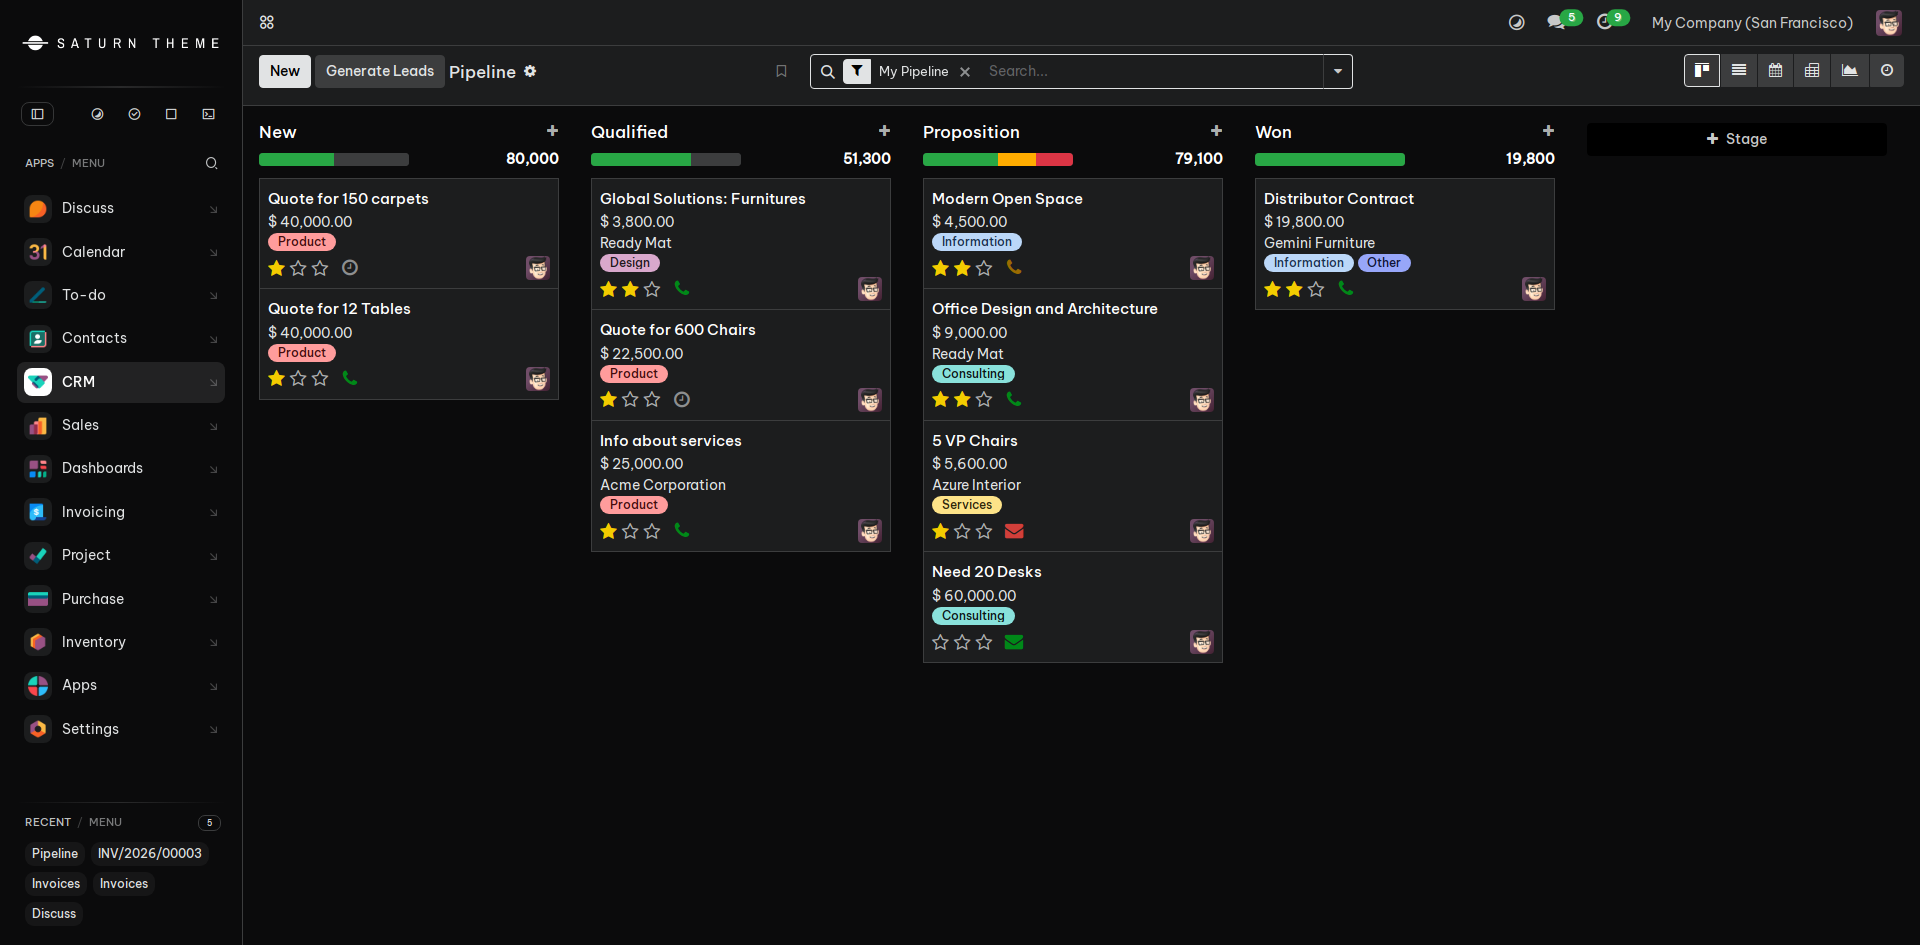 SATURN THEME
APPS / MENU
Discuss
31 Calendar
To-do
Contacts
CRM
Sales
Dashboards
Invoicing
Project
Purchase
Inventory
Apps
Settings
RECENT / MENU 5
Pipeline INV/2026/00003
Invoices Invoices
Discuss
5 9 My Company (San Francisco)
New Generate Leads Pipeline My Pipeline Search...
New
80,000
Quote for 150 carpets
$ 40,000.00
Product
Quote for 12 Tables
$ 40,000.00
Product
Qualified
51,300
Global Solutions: Furnitures
$ 3,800.00
Ready Mat
Design
Quote for 600 Chairs
$ 22,500.00
Product
Info about services
$ 25,000.00
Acme Corporation
Product
Proposition
79,100
Modern Open Space
$ 4,500.00
Information
Office Design and Architecture
$ 9,000.00
Ready Mat
Consulting
5 VP Chairs
$ 5,600.00
Azure Interior
Services
Need 20 Desks
$ 60,000.00
Consulting
Won
19,800
Distributor Contract
$ 19,800.00
Gemini Furniture
Information Other
+ Stage